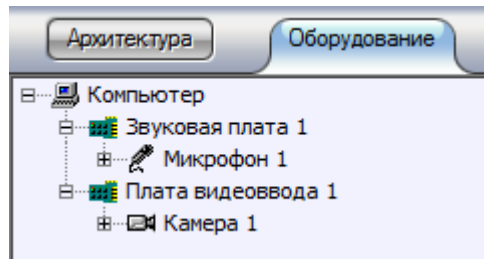 Архитектура Оборудование
Компьютер
Звуковая плата 1
Микрофон 1
Плата видеоввода 1
Камера 1